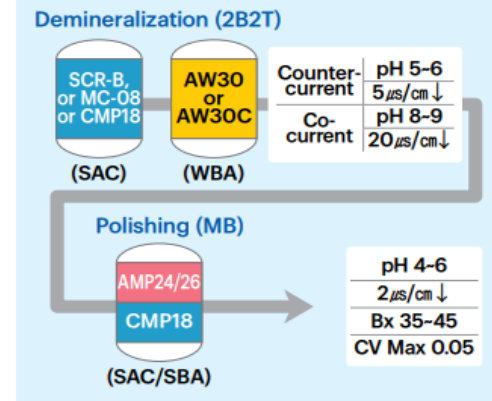 Demineralization (2B2T)
SCR-B,
or MC-08
or CMP18
(SAC)
AW30
or
AW30C
(WBA)
Counter-
current
pH 5~6
5㎲/cm↓
Co-
current
pH 8~9
20㎲/cm↓
Polishing (MB)
AMP24/26
CMP18
(SAC/SBA)
pH 4~6
2㎲/cm↓
Bx 35~45
CV Max 0.05